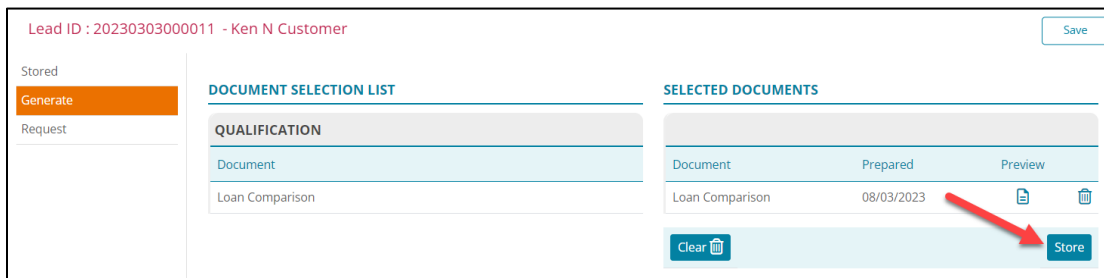 Lead ID : 20230303000011 - Ken N Customer
Save
Stored
Generate
Request
DOCUMENT SELECTION LIST
QUALIFICATION
Document
Loan Comparison
SELECTED DOCUMENTS
Document Prepared Preview
Loan Comparison 08/03/2023
Clear
Store